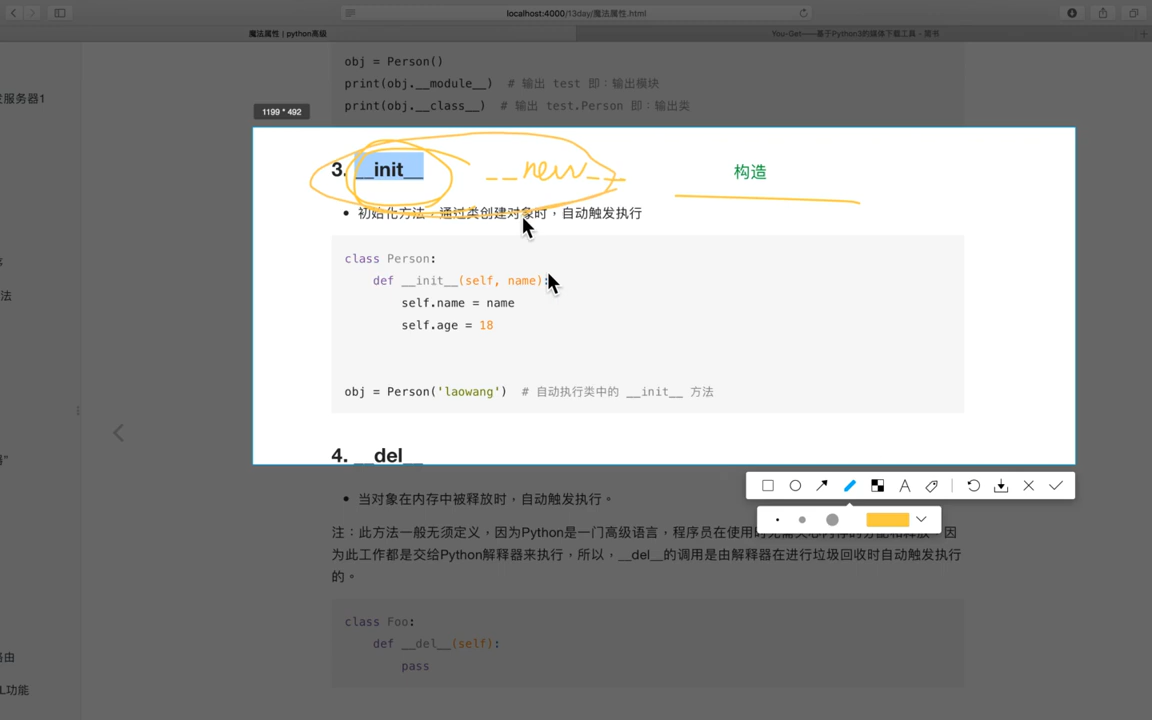 localhost:4000/13day/魔法属性.html
魔法属性 | python高级
You-Get——基于Python3的媒体下载工具 - 简书
obj = Person()
print(obj.__module__)  # 输出 test 即：输出模块
发服务器1
print(obj.__class__)  # 输出 test.Person 即：输出类
1199 * 492
3. __init__
__new__
构造
初始化方法，通过类创建对象时，自动触发执行
class Person:
def __init__(self, name):
self.name = name
法
self.age = 18
obj = Person('laowang')  # 自动执行类中的 __init__ 方法
4. __del__
当对象在内存中被释放时，自动触发执行。
注：此方法一般无须定义，因为Python是一门高级语言，程序员在使用时无需关心内存的分配和释放，因
为此工作都是交给Python解释器来执行，所以，__del__的调用是由解释器在进行垃圾回收时自动触发执行
的。
class Foo:
def __del__(self):
路由
pass
L功能